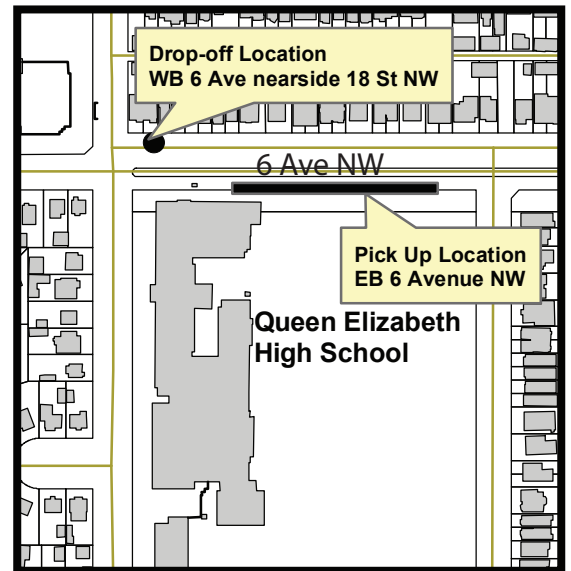 Drop-off Location
WB 6 Ave nearside 18 St NW
6 Ave NW
Pick Up Location
EB 6 Avenue NW
Queen Elizabeth
High School